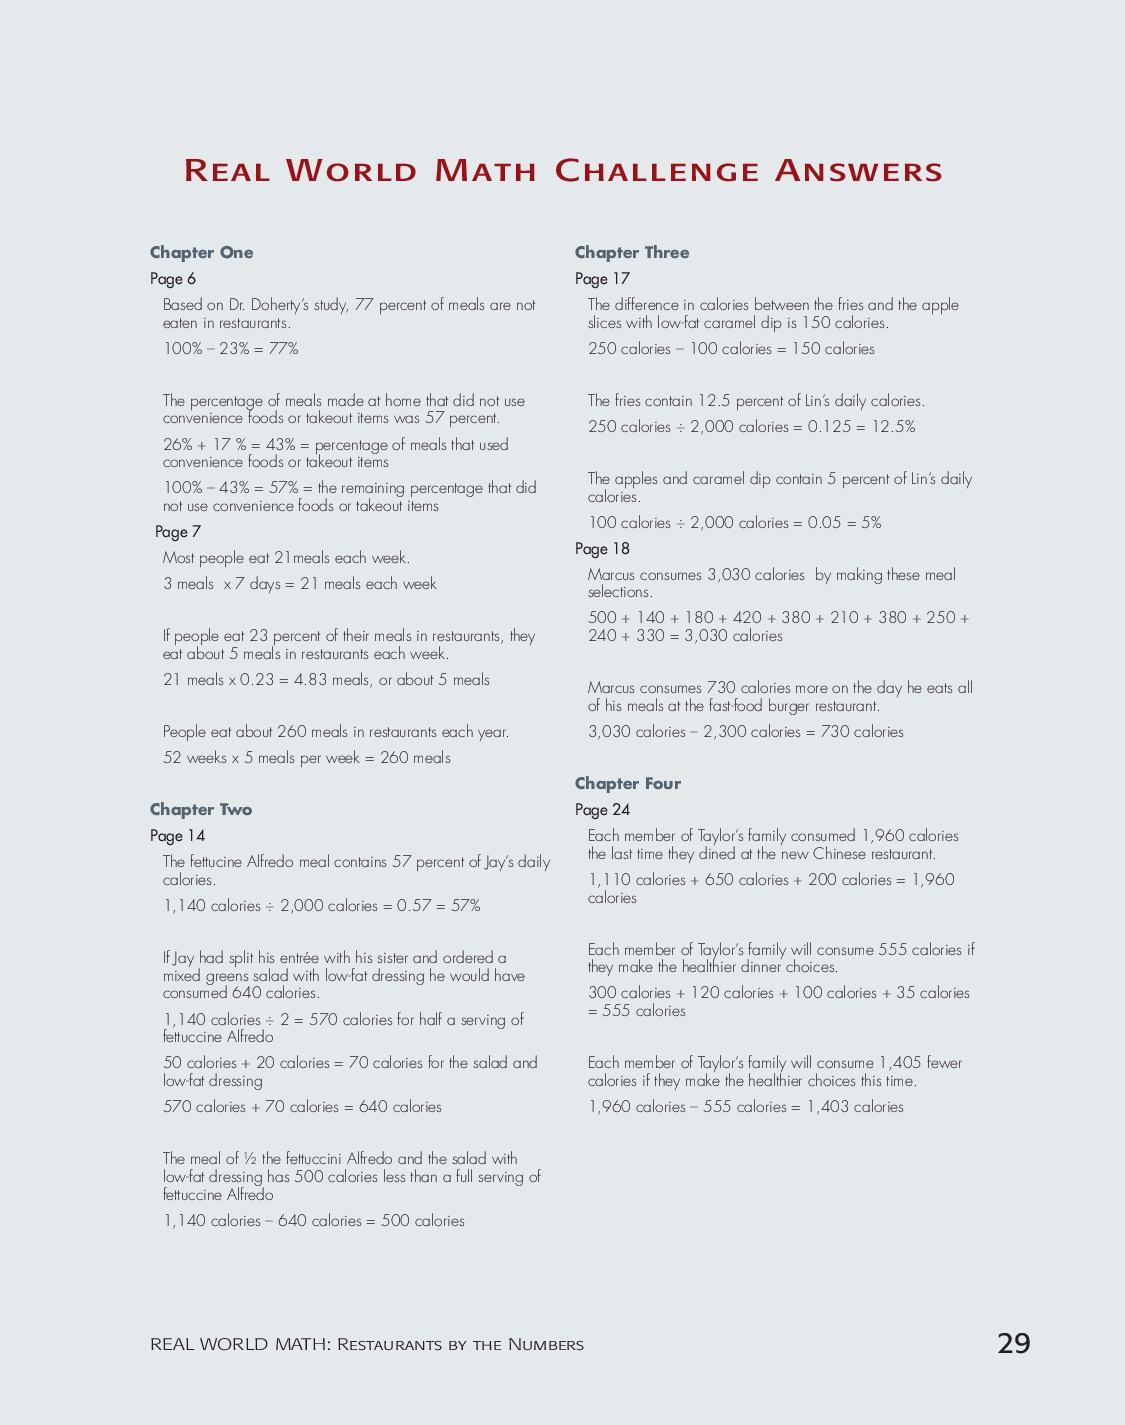 Real World Math Challenge Answers
Chapter One
Page 6
Based on Dr. Doherty's study, 77 percent of meals are not
eaten in restaurants.
100% – 23% = 77%
The percentage of meals made at home that did not use
convenience foods or takeout items was 57 percent.
26% + 17 % = 43% = percentage of meals that used
convenience foods or takeout items
100% – 43% = 57% = the remaining percentage that did
not use convenience foods or takeout items
Page 7
Most people eat 21meals each week.
3 meals  x 7 days = 21 meals each week
If people eat 23 percent of their meals in restaurants, they
eat about 5 meals in restaurants each week.
21 meals x 0.23 = 4.83 meals, or about 5 meals
People eat about 260 meals in restaurants each year.
52 weeks x 5 meals per week = 260 meals
Chapter Two
Page 14
The fettucine Alfredo meal contains 57 percent of Jay's daily
calories.
1,140 calories ÷ 2,000 calories = 0.57 = 57%
If Jay had split his entrée with his sister and ordered a
mixed greens salad with low-fat dressing he would have
consumed 640 calories.
1,140 calories ÷ 2 = 570 calories for half a serving of
fettuccine Alfredo
50 calories + 20 calories = 70 calories for the salad and
low-fat dressing
570 calories + 70 calories = 640 calories
The meal of ½ the fettuccini Alfredo and the salad with
low-fat dressing has 500 calories less than a full serving of
fettuccine Alfredo
1,140 calories – 640 calories = 500 calories
Chapter Three
Page 17
The difference in calories between the fries and the apple
slices with low-fat caramel dip is 150 calories.
250 calories – 100 calories = 150 calories
The fries contain 12.5 percent of Lin's daily calories.
250 calories ÷ 2,000 calories = 0.125 = 12.5%
The apples and caramel dip contain 5 percent of Lin's daily
calories.
100 calories ÷ 2,000 calories = 0.05 = 5%
Page 18
Marcus consumes 3,030 calories  by making these meal
selections.
500 + 140 + 180 + 420 + 380 + 210 + 380 + 250 +
240 + 330 = 3,030 calories
Marcus consumes 730 calories more on the day he eats all
of his meals at the fast-food burger restaurant.
3,030 calories – 2,300 calories = 730 calories
Chapter Four
Page 24
Each member of Taylor's family consumed 1,960 calories
the last time they dined at the new Chinese restaurant.
1,110 calories + 650 calories + 200 calories = 1,960
calories
Each member of Taylor's family will consume 555 calories if
they make the healthier dinner choices.
300 calories + 120 calories + 100 calories + 35 calories
= 555 calories
Each member of Taylor's family will consume 1,405 fewer
calories if they make the healthier choices this time.
1,960 calories – 555 calories = 1,403 calories
REAL WORLD MATH: Restaurants by the Numbers
29